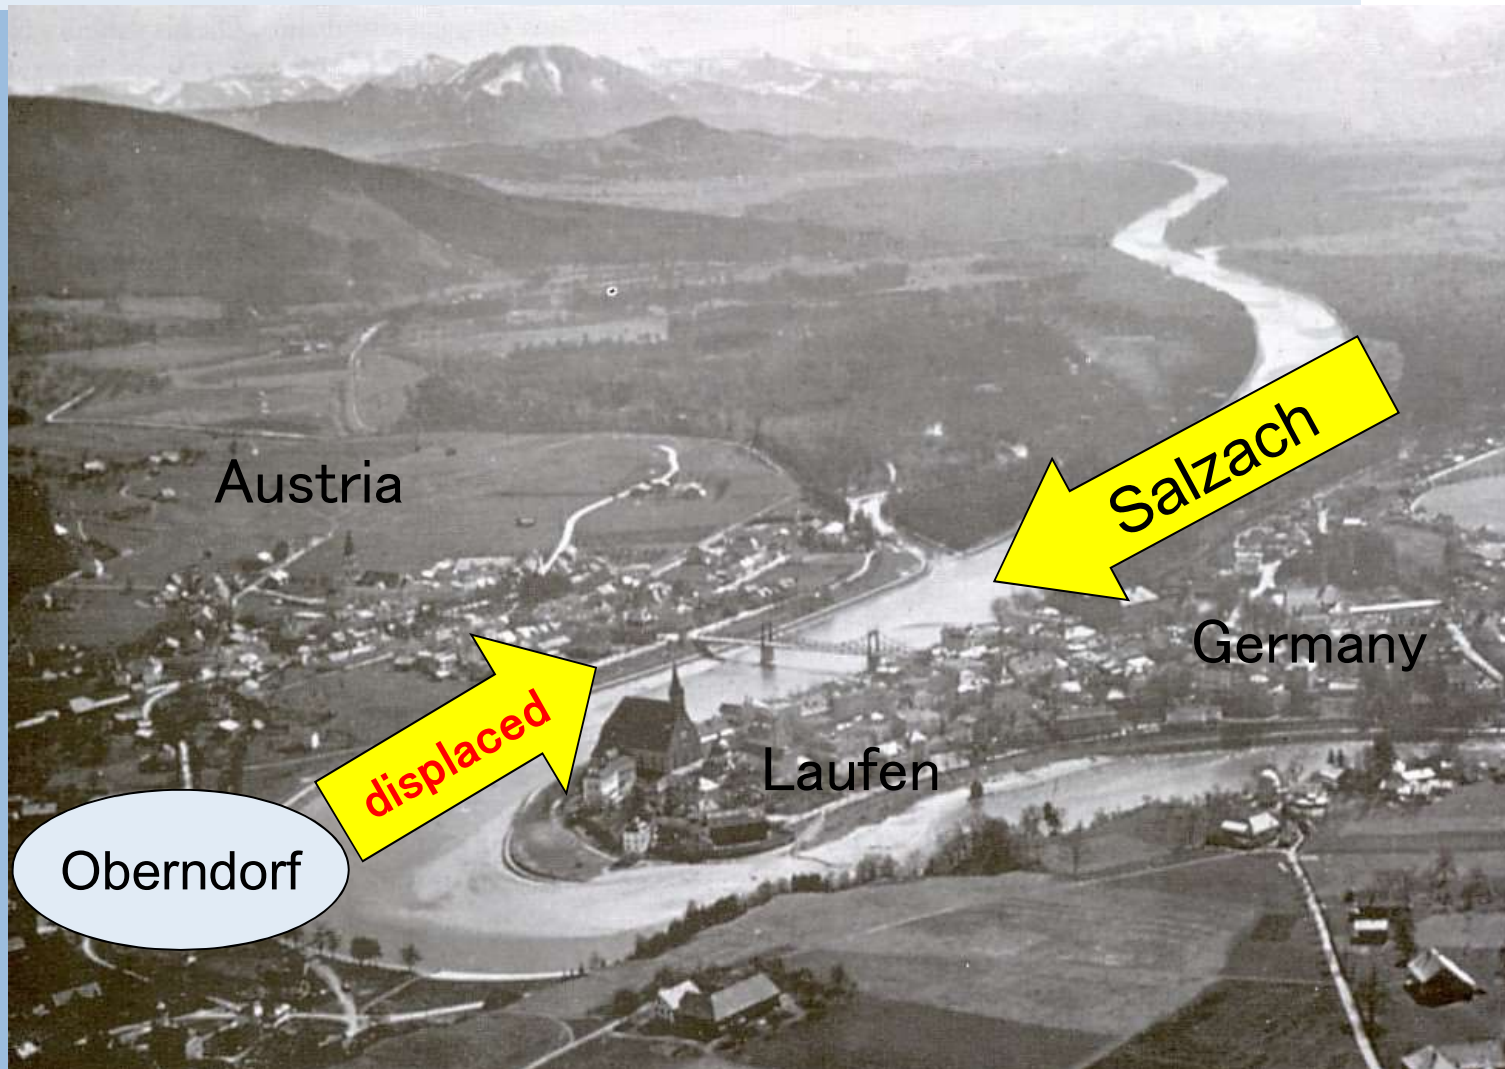 Austria
Salzach
Germany
displaced
Laufen
Oberndorf